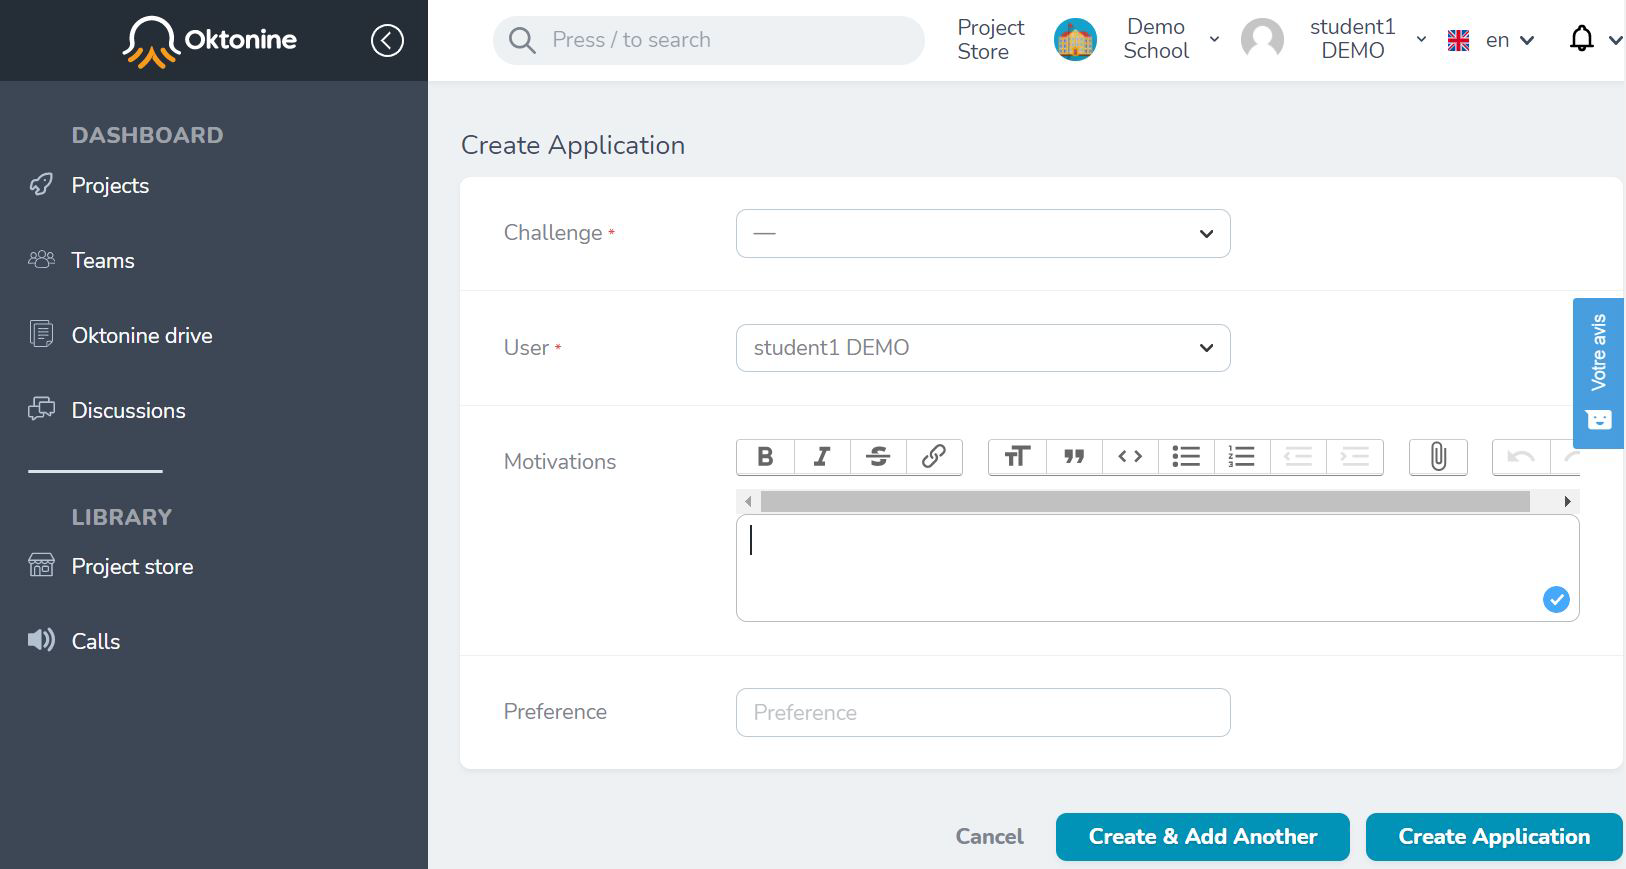 Oktonine
Press / to search
Project
Store
Demo
School
student1
DEMO
en
DASHBOARD
Projects
Teams
Oktonine drive
Discussions
LIBRARY
Project store
Calls
Create Application
Challenge *
—
User *
student1 DEMO
Votre avis
Motivations
B I S
Preference
Preference
Cancel
Create & Add Another
Create Application